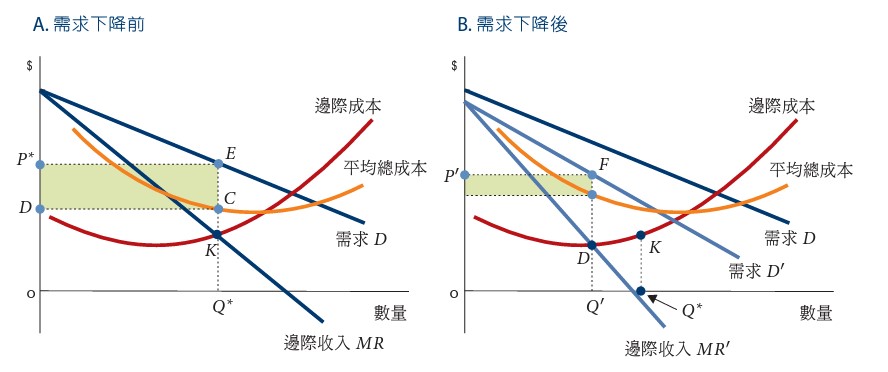 A. 需求下降前
$
邊際成本
P*
E
平均總成本
D
C
K
需求 D
O
Q*
數量
邊際收入 MR
B. 需求下降後
$
邊際成本
F
平均總成本
P′
D
K
需求 D
需求 D′
O
Q′
Q*
數量
邊際收入 MR′